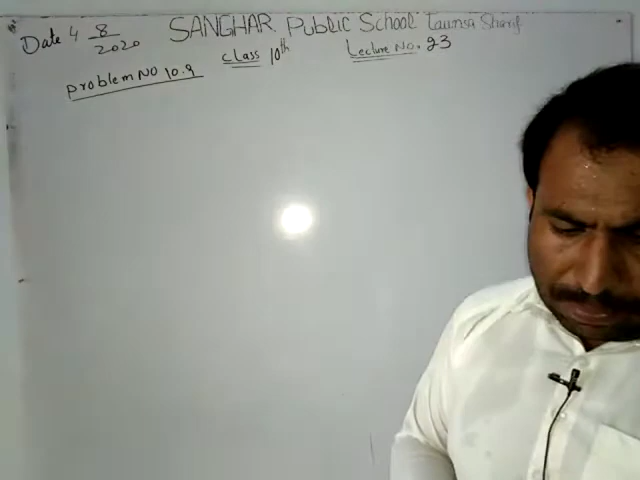 Date 4 8/2020 SANGHAR Public School Taunsa Sharif
Class 10th Lecture No. 23
Problem NO 10.9